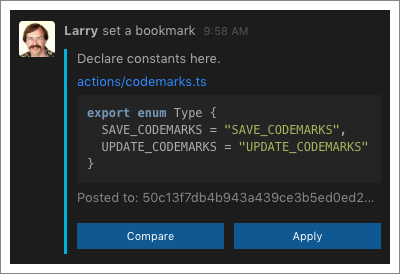 Larry set a bookmark 9:58 AM
Declare constants here.
actions/codemarks.ts
export enum Type {
  SAVE_CODEMARKS = "SAVE_CODEMARKS",
  UPDATE_CODEMARKS = "UPDATE_CODEMARKS"
}
Posted to: 50c13f7db4b943a439ce3b5ed0ed2...
Compare Apply